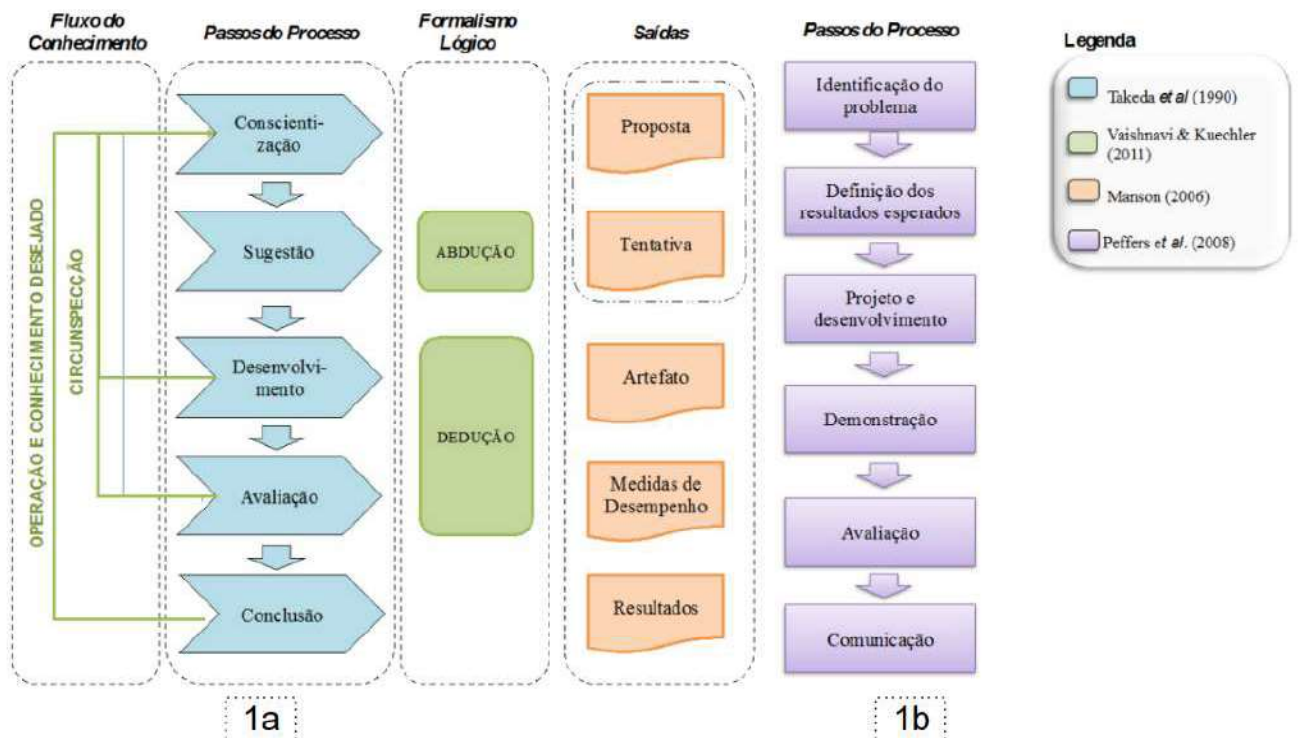 Fluxo do
Conhecimento
Passos do Processo
Formalismo
Lógico
Saídas
Passos do Processo
Legenda
OPERAÇÃO E CONHECIMENTO DESEJADO
CIRCUNSPECÇÃO
Conscienti-
zação
Sugestão
Desenvolvi-
mento
Avaliação
Conclusão
ABDUÇÃO
DEDUÇÃO
Proposta
Tentativa
Artefato
Medidas de
Desempenho
Resultados
Identificação do
problema
Definição dos
resultados esperados
Projeto e
desenvolvimento
Demonstração
Avaliação
Comunicação
Takeda et al (1990)
Vaishnavi & Kuechler
(2011)
Manson (2006)
Peffers et al. (2008)
1a
1b